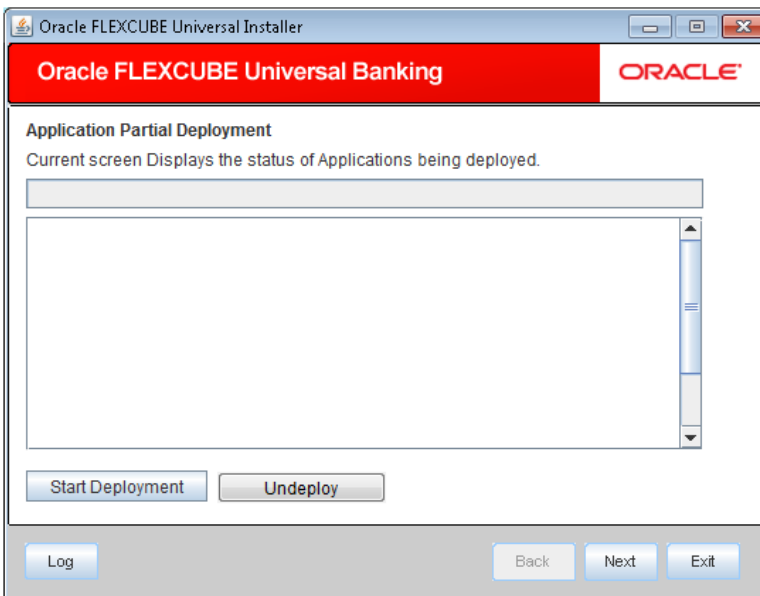 Oracle FLEXCUBE Universal Installer
Oracle FLEXCUBE Universal Banking
ORACLE
Application Partial Deployment
Current screen Displays the status of Applications being deployed.
Start Deployment
Undeploy
Log
Back
Next
Exit